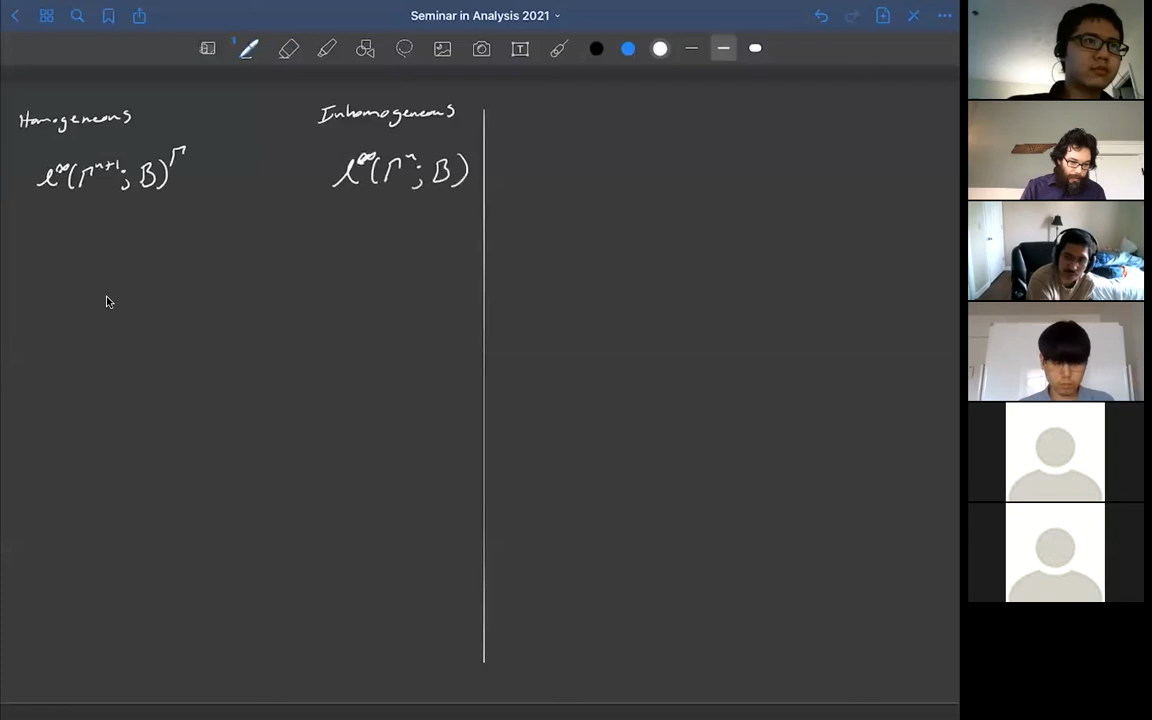 Seminar in Analysis 2021
Homogeneous
Inhomogeneous
ℓ^∞(Γ^{n+1}; B)^Γ
ℓ^∞(Γ^n; B)